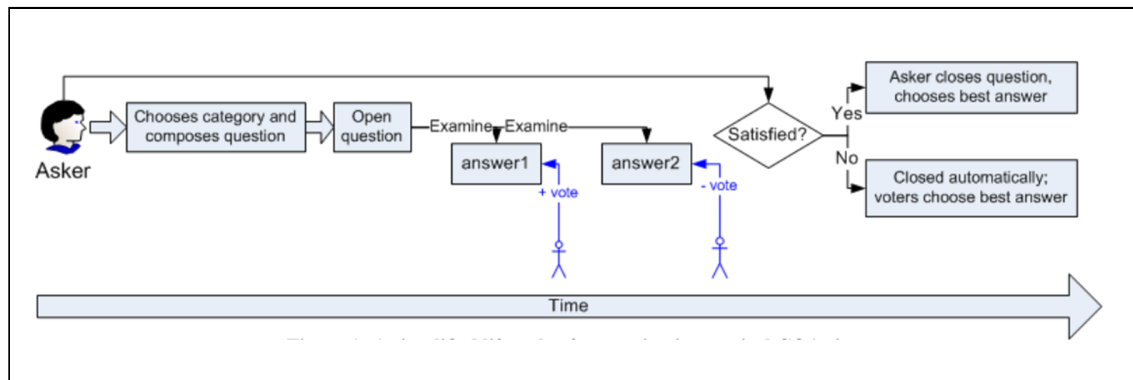 Asker
Chooses category and
composes question
Open
question
Examine
Examine
answer1
answer2
+ vote
- vote
Satisfied?
Yes
No
Asker closes question,
chooses best answer
Closed automatically;
voters choose best answer
Time